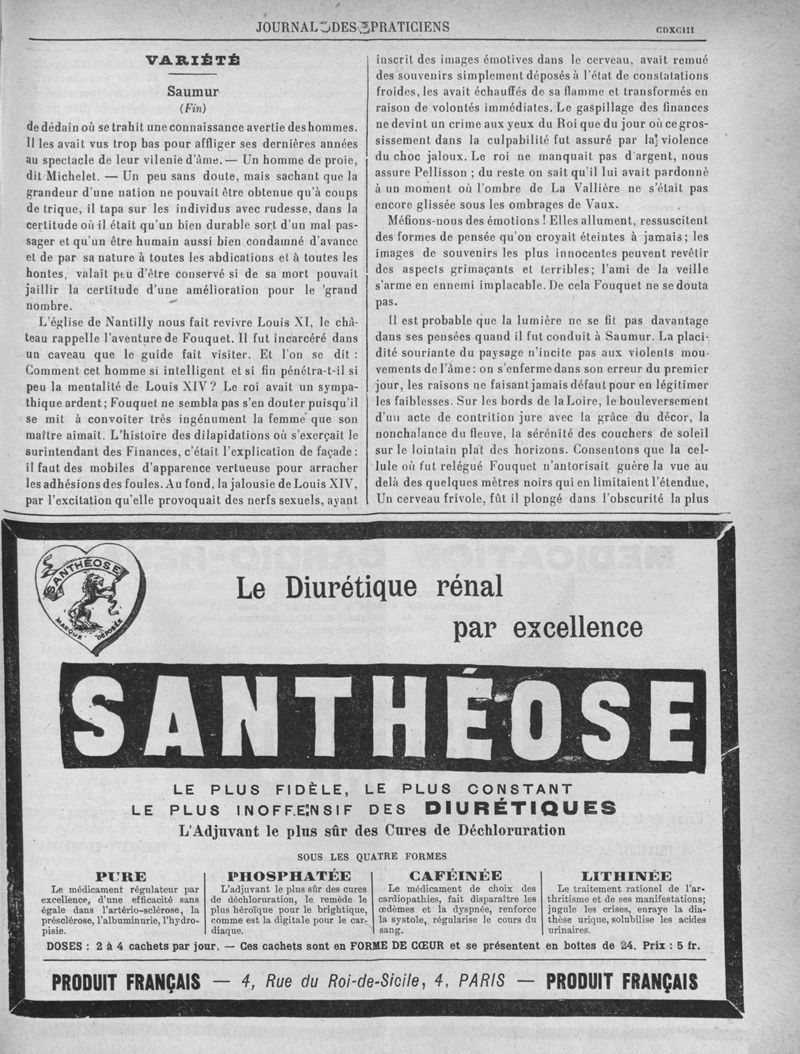 JOURNAL DES PRATICIENS
CDXCIII
VARIÉTÉ
Saumur
(Fin)
de dédain où se trahit une connaissance avertie des hommes.
Il les avait vus trop bas pour affliger ses dernières années
au spectacle de leur vilenie d'âme. — Un homme de proie,
dit Michelet. — Un peu sans doute, mais sachant que la
grandeur d'une nation ne pouvait être obtenue qu'à coups
de trique, il tapa sur les individus avec rudesse, dans la
certitude où il était qu'un bien durable sort d'un mal pas-
sager et qu'un être humain aussi bien condamné d'avance
et de par sa nature à toutes les abdications et à toutes les
hontes, valait peu d'être conservé si de sa mort pouvait
jaillir la certitude d'une amélioration pour le grand
nombre.
L'église de Nantilly nous fait revivre Louis XI, le châ-
teau rappelle l'aventure de Fouquet. Il fut incarcéré dans
un caveau que le guide fait visiter. Et l'on se dit :
Comment cet homme si intelligent et si fin pénétra-t-il si
peu la mentalité de Louis XIV ? Le roi avait un sympa-
thique ardent ; Fouquet ne sembla pas s'en douter puisqu'il
se mit à convoiter très ingénument la femme que son
maître aimait. L'histoire des dilapidations où s'exerçait le
surintendant des Finances, c'était l'explication de façade :
il faut des mobiles d'apparence vertueuse pour arracher
les adhésions des foules. Au fond, la jalousie de Louis XIV,
par l'excitation qu'elle provoquait des nerfs sexuels, ayant
inscrit des images émotives dans le cerveau, avait remué
des souvenirs simplement déposés à l'état de constatations
froides, les avait échauffés de sa flamme et transformés en
raison de volontés immédiates. Le gaspillage des finances
ne devint un crime aux yeux du Roi que du jour où ce gros-
sissement dans la culpabilité fut assuré par la violence
du choc jaloux. Le roi ne manquait pas d'argent, nous
assure Pellisson ; du reste on sait qu'il lui avait pardonné
à un moment où l'ombre de La Vallière ne s'était pas
encore glissée sous les ombrages de Vaux.
Méfions-nous des émotions ! Elles allument, ressuscitent
des formes de pensée qu'on croyait éteintes à jamais ; les
images de souvenirs les plus innocentes peuvent revêtir
des aspects grimaçants et terribles ; l'ami de la veille
s'arme en ennemi implacable. De cela Fouquet ne se douta
pas.
Il est probable que la lumière ne se fit pas davantage
dans ses pensées quand il fut conduit à Saumur. La placi-
dité souriante du paysage n'incite pas aux violents mou-
vements de l'âme : on s'enferme dans son erreur du premier
jour, les raisons ne faisant jamais défaut pour en légitimer
les faiblesses. Sur les bords de la Loire, le bouleversement
d'un acte de contrition jure avec la grâce du décor, la
nonchalance du fleuve, la sérénité des couchers de soleil
sur le lointain plat des horizons. Consentons que la cel-
lule où fut relégué Fouquet n'antorisait guère la vue au
delà des quelques mètres noirs qui en limitaient l'étendue,
Un cerveau frivole, fût il plongé dans l'obscurité la plus
SANTHÉOSE
MARQUE DÉPOSÉE
Le Diurétique rénal
par excellence
SANTHÉOSE
LE PLUS FIDÈLE, LE PLUS CONSTANT
LE PLUS INOFFENSIF DES DIURÉTIQUES
L'Adjuvant le plus sûr des Cures de Déchloruration
SOUS LES QUATRE FORMES
PURE
Le médicament régulateur par
excellence, d'une efficacité sans
égale dans l'artério-sclérose, la
présclérose, l'albuminurie, l'hydro-
pisie.
PHOSPHATÉE
L'adjuvant le plus sûr des cures
de déchloruration, le remède le
plus héroïque pour le brightique,
comme est la digitale pour le car-
diaque.
CAFÉINÉE
Le médicament de choix des
cardiopathies, fait disparaître les
œdèmes et la dyspnée, renforce
la systole, régularise le cours du
sang.
LITHINÉE
Le traitement rationel de l'ar-
thritisme et de ses manifestations ;
jugule les crises, enraye la dia-
thèse urique, solubilise les acides
urinaires.
DOSES : 2 à 4 cachets par jour. — Ces cachets sont en FORME DE CŒUR et se présentent en boîtes de 24. Prix : 5 fr.
PRODUIT FRANÇAIS — 4, Rue du Roi-de-Sicile, 4, PARIS — PRODUIT FRANÇAIS